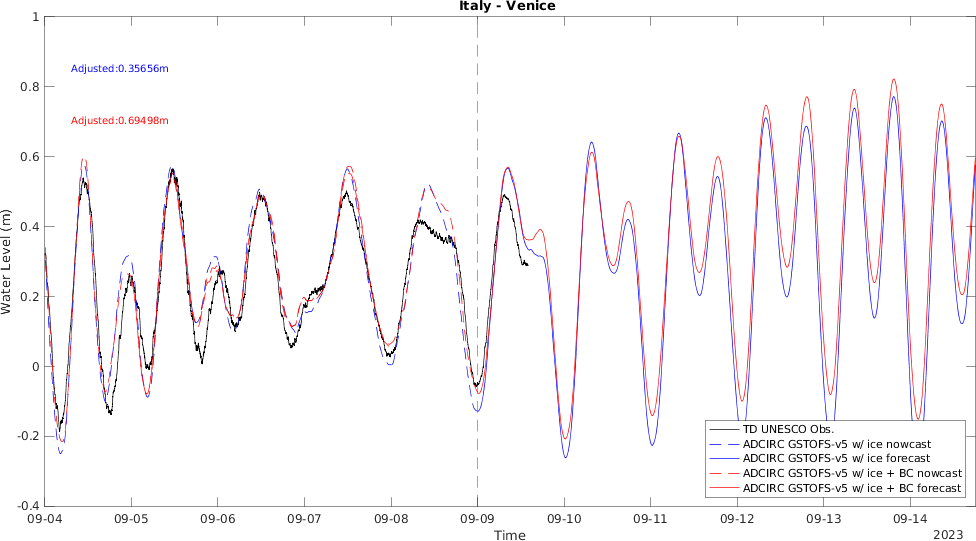 Italy - Venice
Adjusted:0.35656m
Adjusted:0.69498m
Water Level (m)
1
0.8
0.6
0.4
0.2
0
-0.2
-0.4
TD UNESCO Obs.
ADCIRC GSTOFS-v5 w/ ice nowcast
ADCIRC GSTOFS-v5 w/ ice forecast
ADCIRC GSTOFS-v5 w/ ice + BC nowcast
ADCIRC GSTOFS-v5 w/ ice + BC forecast
09-04 09-05 09-06 09-07 09-08 09-09 09-10 09-11 09-12 09-13 09-14
Time
2023